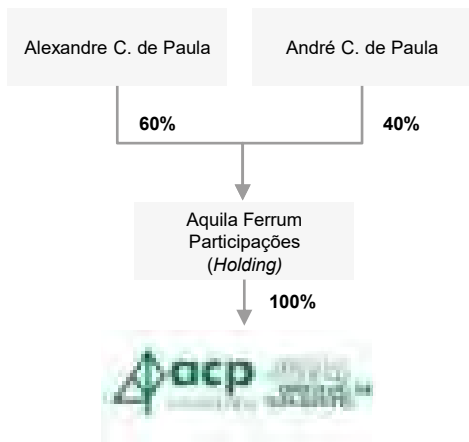 Alexandre C. de Paula
André C. de Paula
60%
40%
Aquila Ferrum
Participações
(Holding)
100%
acp